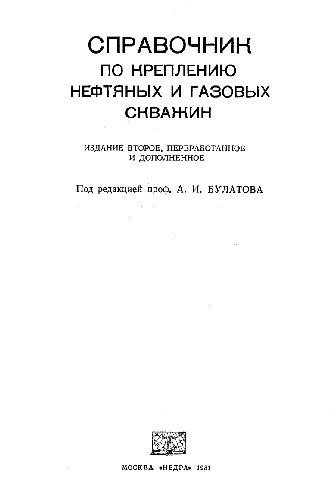 СПРАВОЧНИК
ПО КРЕПЛЕНИЮ
НЕФТЯНЫХ И ГАЗОВЫХ
СКВАЖИН
ИЗДАНИЕ ВТОРОЕ, ПЕРЕРАБОТАННОЕ
И ДОПОЛНЕННОЕ
Под редакцией проф. А. И. БУЛАТОВА
МОСКВА «НЕДРА» 1981